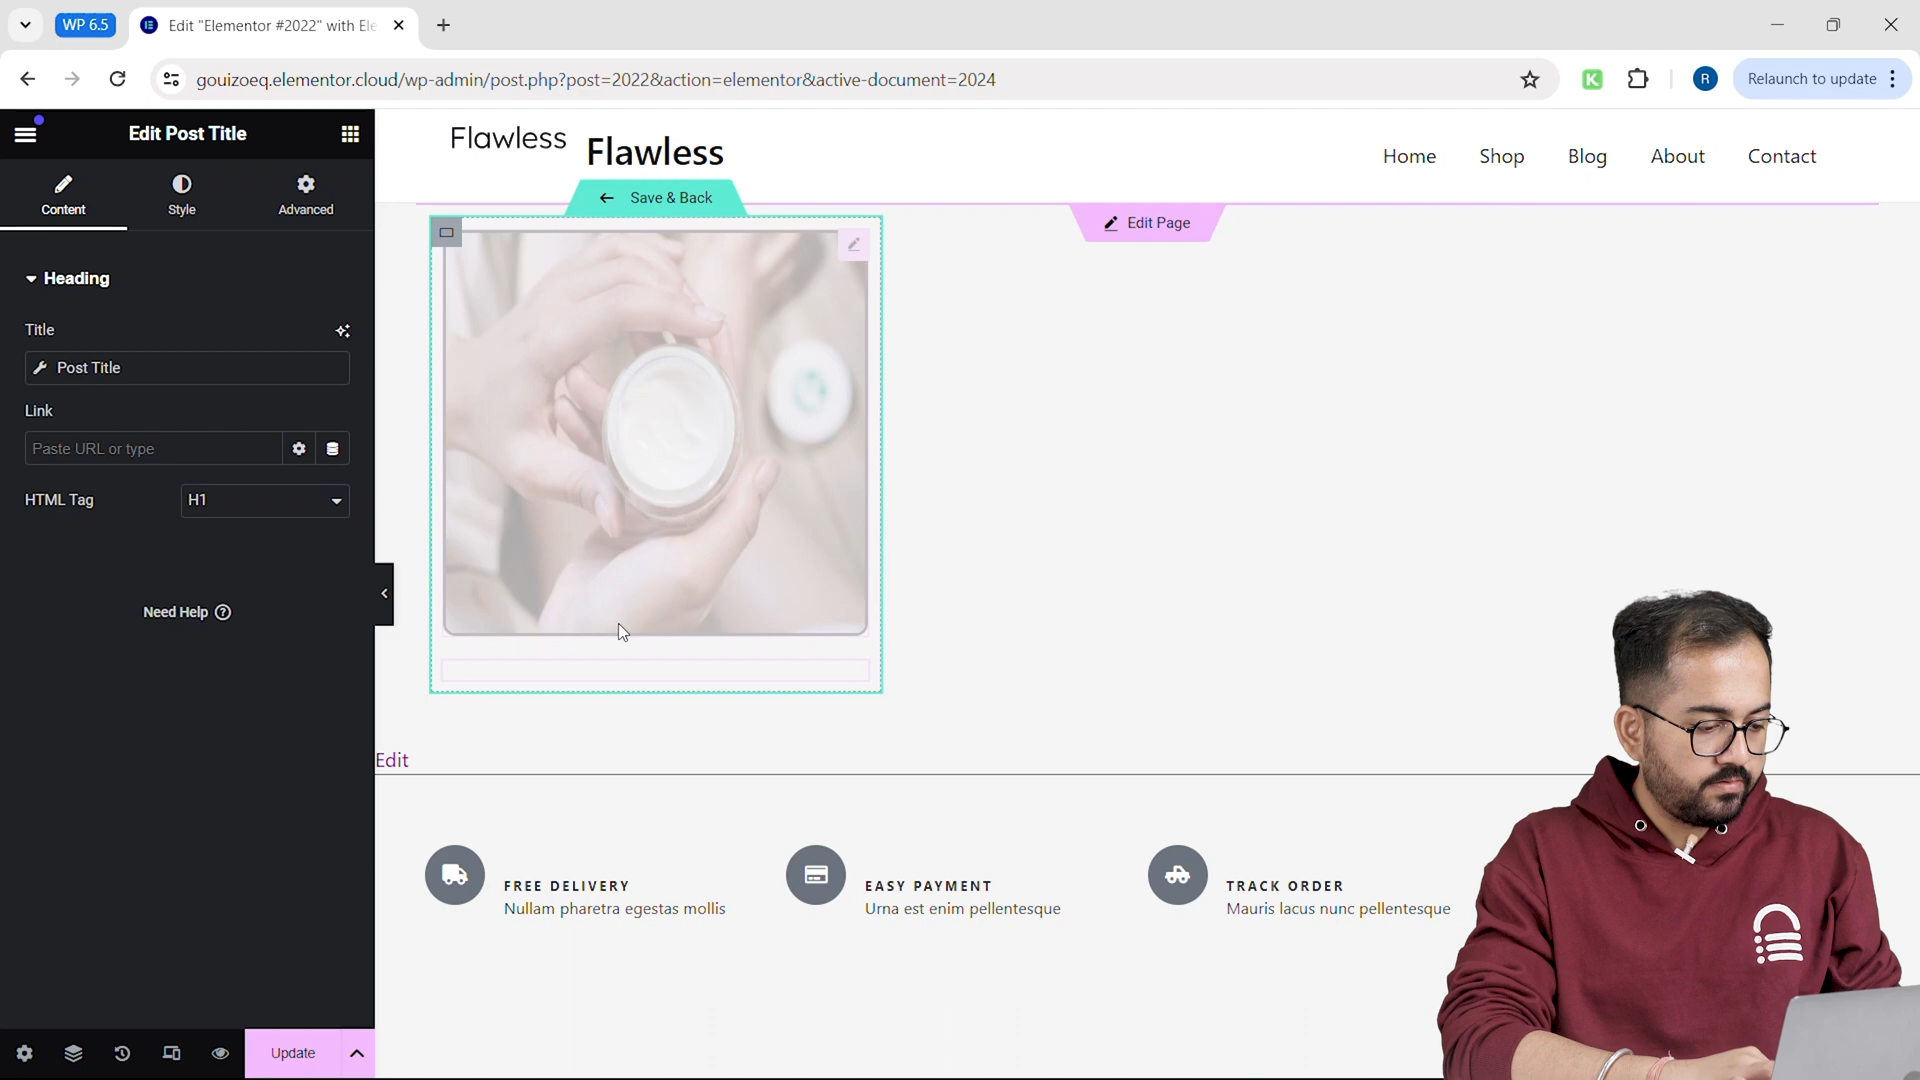 WP 6.5
Edit "Elementor #2022" with Ele
gouizoeq.elementor.cloud/wp-admin/post.php?post=2022&action=elementor&active-document=2024
K
R
Relaunch to update
Edit Post Title
Content
Style
Advanced
Heading
Title
Post Title
Link
Paste URL or type
HTML Tag
H1
Need Help
Update
Flawless
Flawless
Home
Shop
Blog
About
Contact
Save & Back
Edit Page
Edit
FREE DELIVERY
Nullam pharetra egestas mollis
EASY PAYMENT
Urna est enim pellentesque
TRACK ORDER
Mauris lacus nunc pellentesque